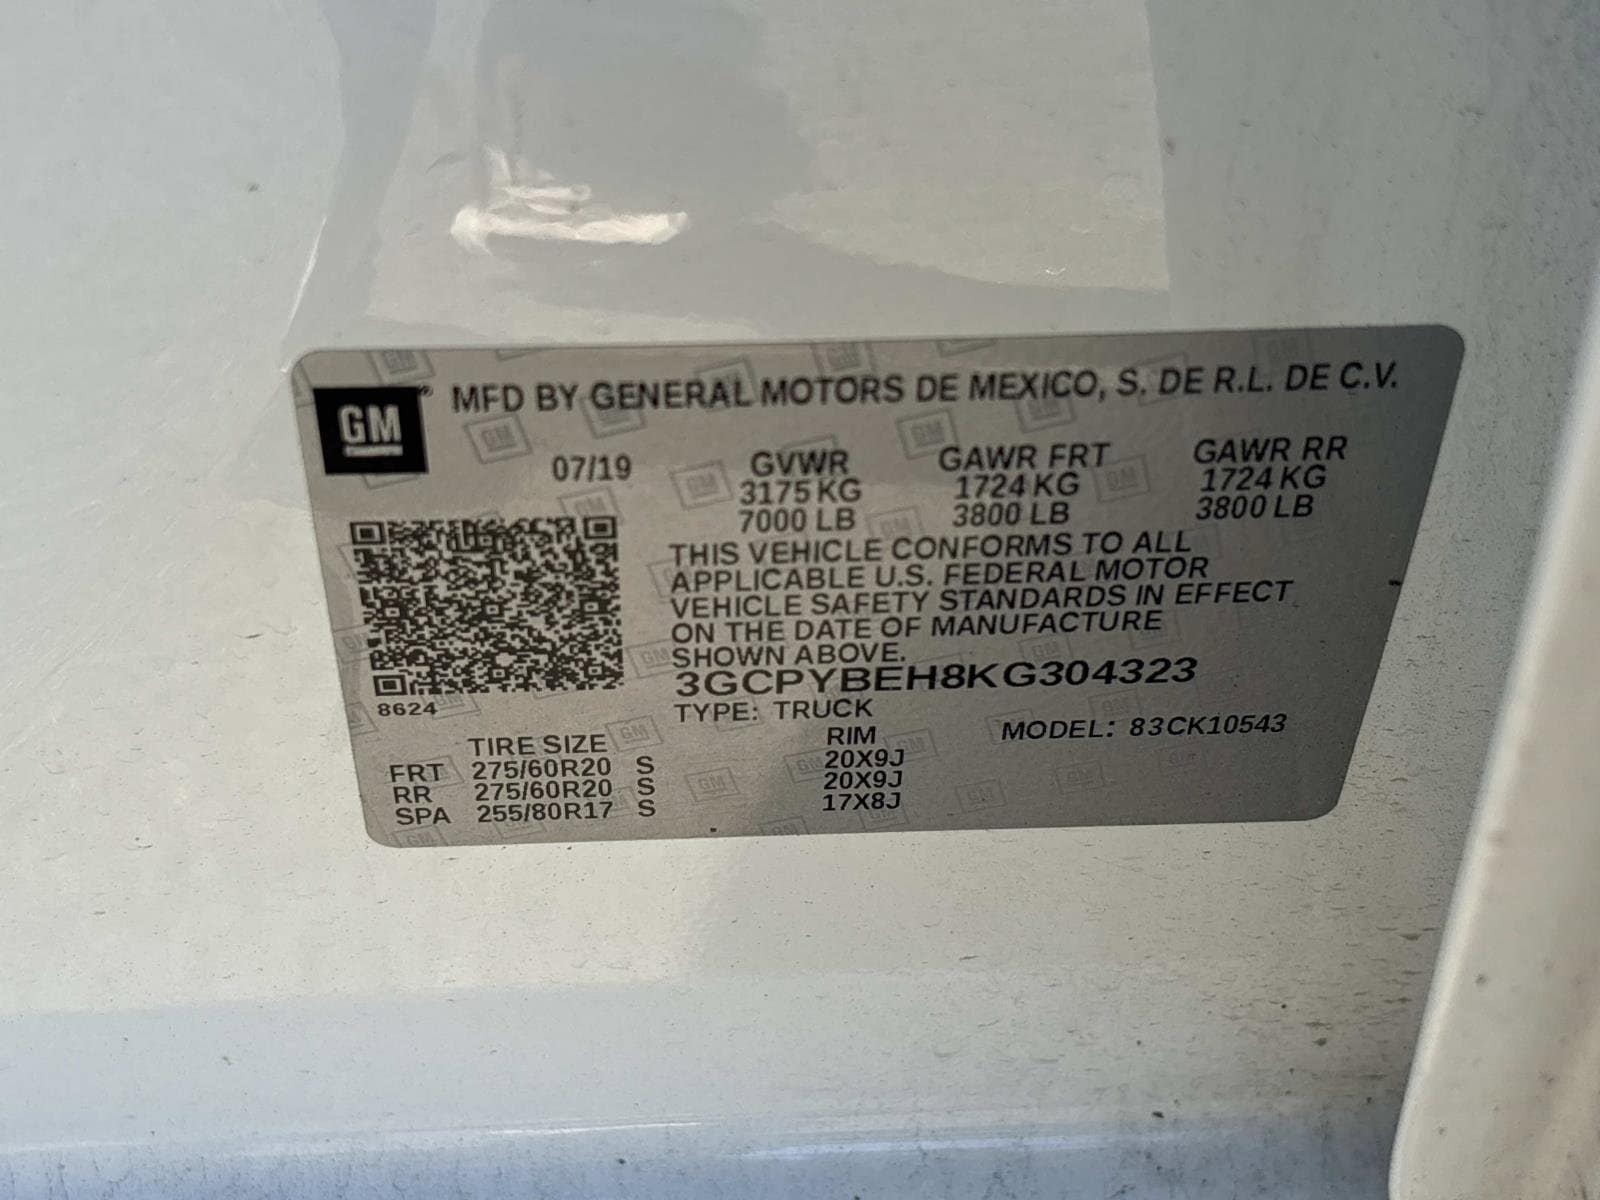 GM ® MFD BY GENERAL MOTORS DE MEXICO, S. DE R.L. DE C.V.
07/19 GVWR GAWR FRT GAWR RR
3175 KG 1724 KG 1724 KG
7000 LB 3800 LB 3800 LB
THIS VEHICLE CONFORMS TO ALL
APPLICABLE U.S. FEDERAL MOTOR
VEHICLE SAFETY STANDARDS IN EFFECT
ON THE DATE OF MANUFACTURE
SHOWN ABOVE.
3GCPYBEH8KG304323
8624
TYPE: TRUCK MODEL: 83CK10543
TIRE SIZE RIM
FRT 275/60R20 S 20X9J
RR 275/60R20 S 20X9J
SPA 255/80R17 S 17X8J